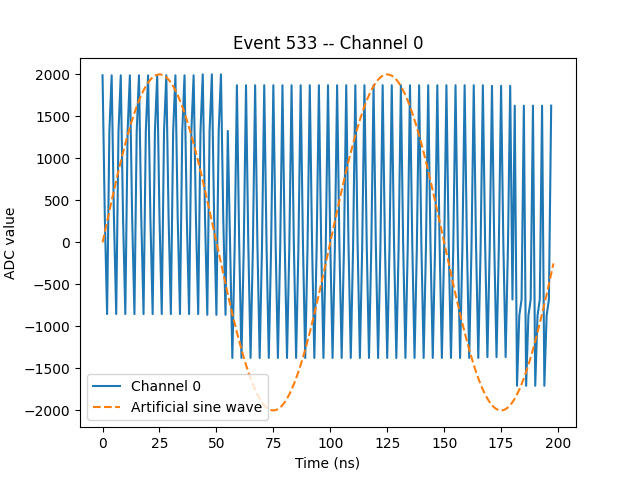 Event 533 -- Channel 0
2000
1500
1000
500
0
−500
−1000
−1500
−2000
ADC value
Channel 0
Artificial sine wave
0 25 50 75 100 125 150 175 200
Time (ns)